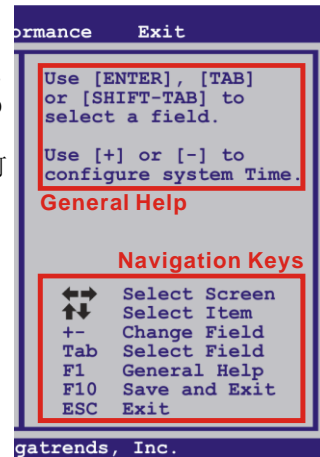 ormance Exit
Use [ENTER], [TAB]
or [SHIFT-TAB] to
select a field.
Use [+] or [-] to
configure system Time.
General Help
Navigation Keys
Select Screen
Select Item
+- Change Field
Tab Select Field
F1 General Help
F10 Save and Exit
ESC Exit
gatrends, Inc.